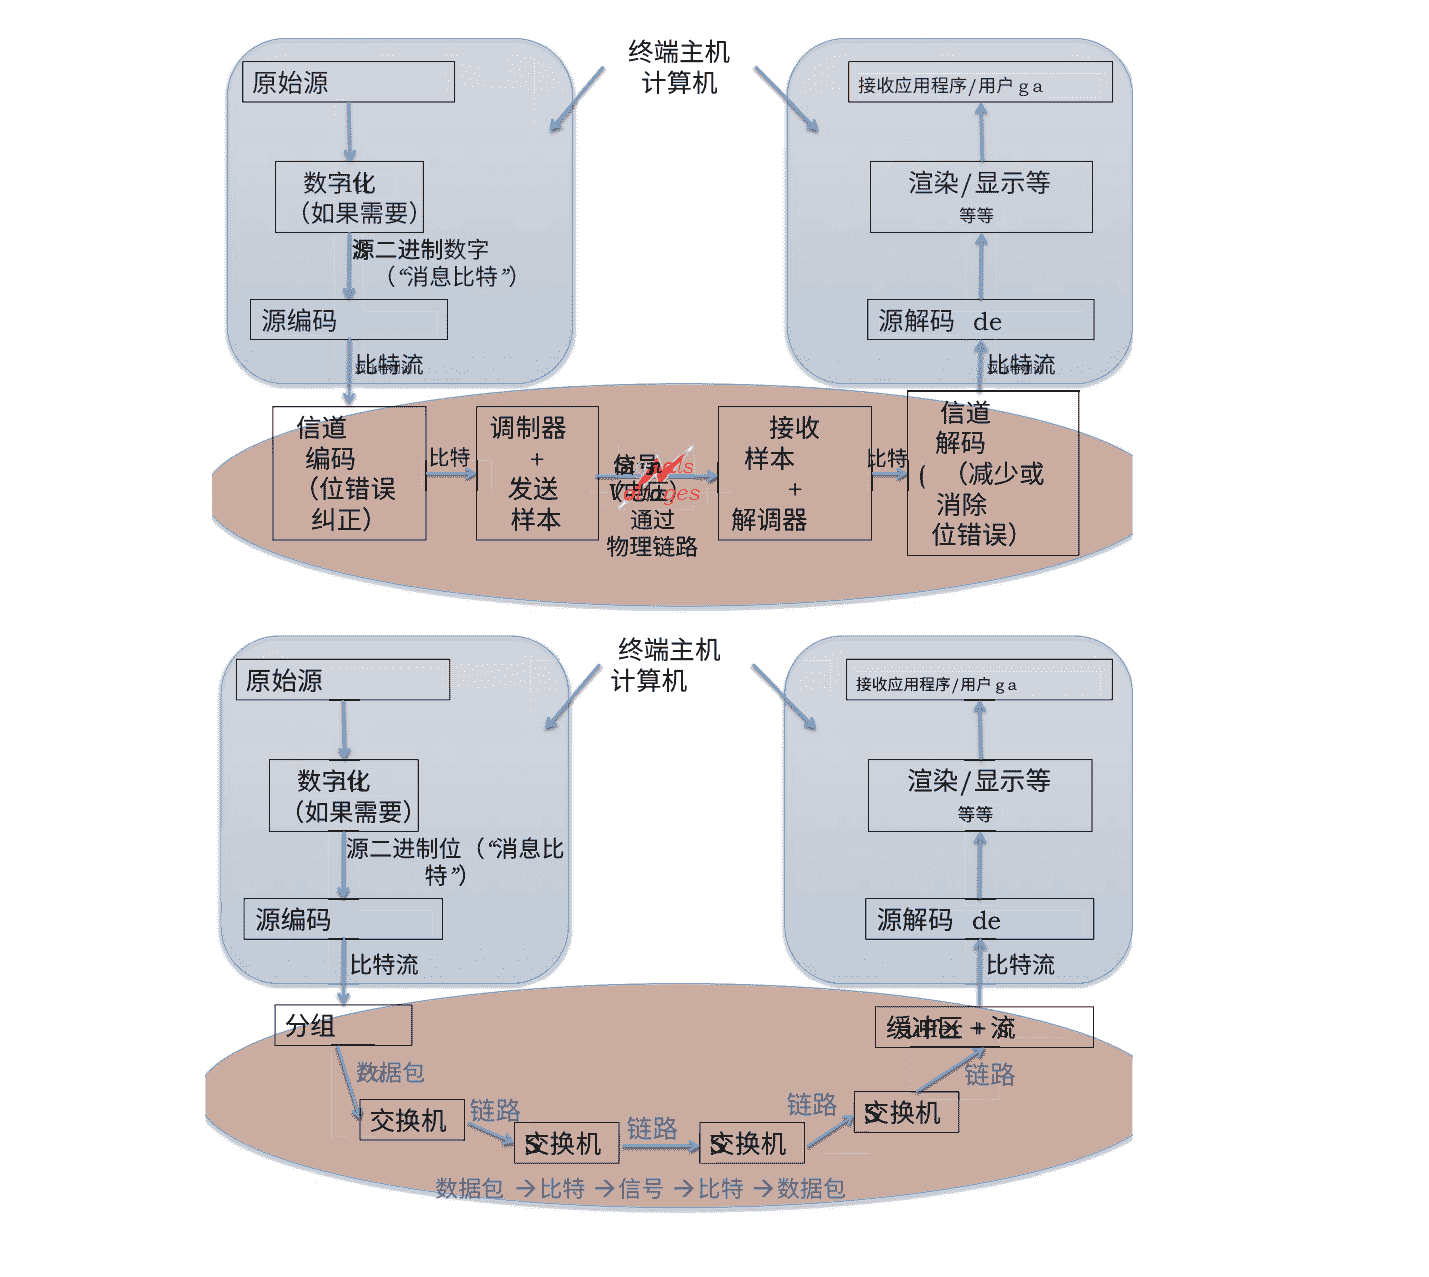 终端主机
计算机
原始源
数字化
（如果需要）
源二进制数字
（“消息比特”）
源编码
比特流
接收应用程序/用户 g a
渲染/显示等
等等
源解码 de
比特流
信道
编码
（位错误
纠正）
比特
调制器
+
发送
样本
信号
通过
物理链路
接收
样本
+
解调器
比特
信道
解码
( （减少或
消除
位错误）
终端主机
计算机
原始源
数字化
（如果需要）
源二进制位（“消息比
特”）
源编码
比特流
接收应用程序/用户 g a
渲染/显示等
等等
源解码 de
比特流
分组
数据包
交换机
链路
交换机
链路
交换机
链路
交换机
链路
缓冲区 + 流
数据包 →比特 →信号 →比特 →数据包